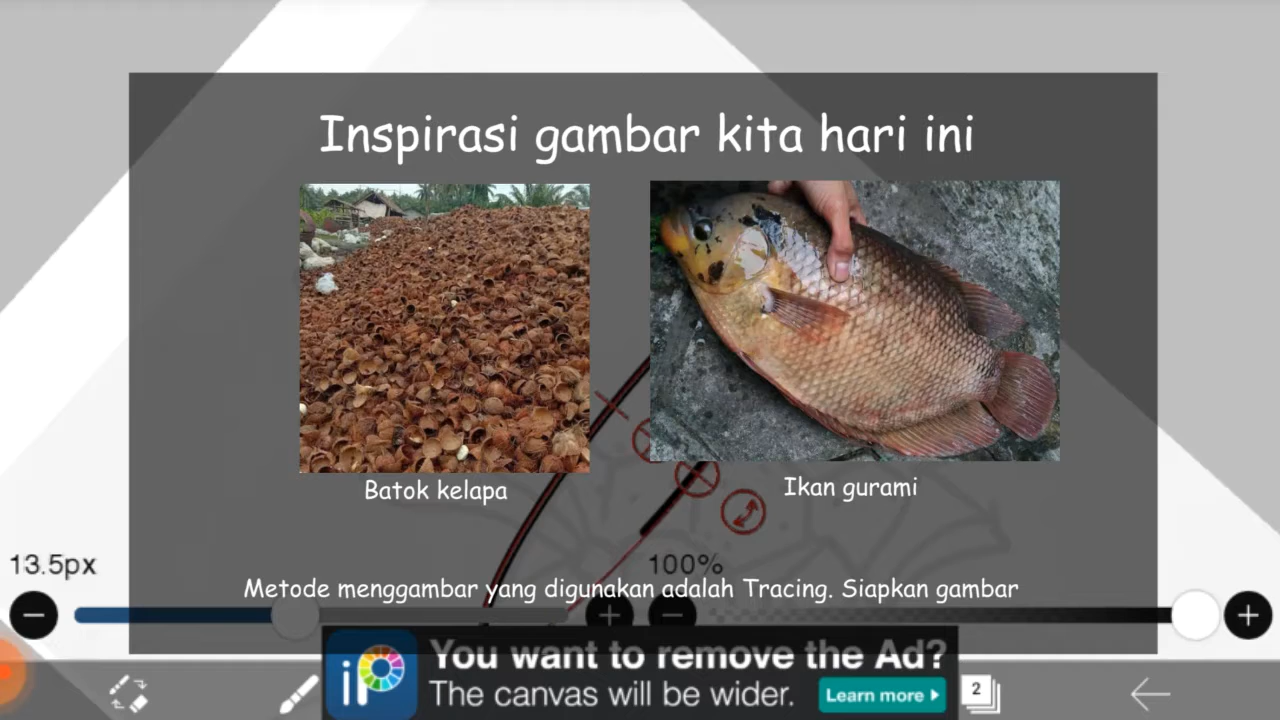 Inspirasi gambar kita hari ini
Batok kelapa
Ikan gurami
13.5px
100%
Metode menggambar yang digunakan adalah Tracing. Siapkan gambar
You want to remove the Ad?
The canvas will be wider.
Learn more
2